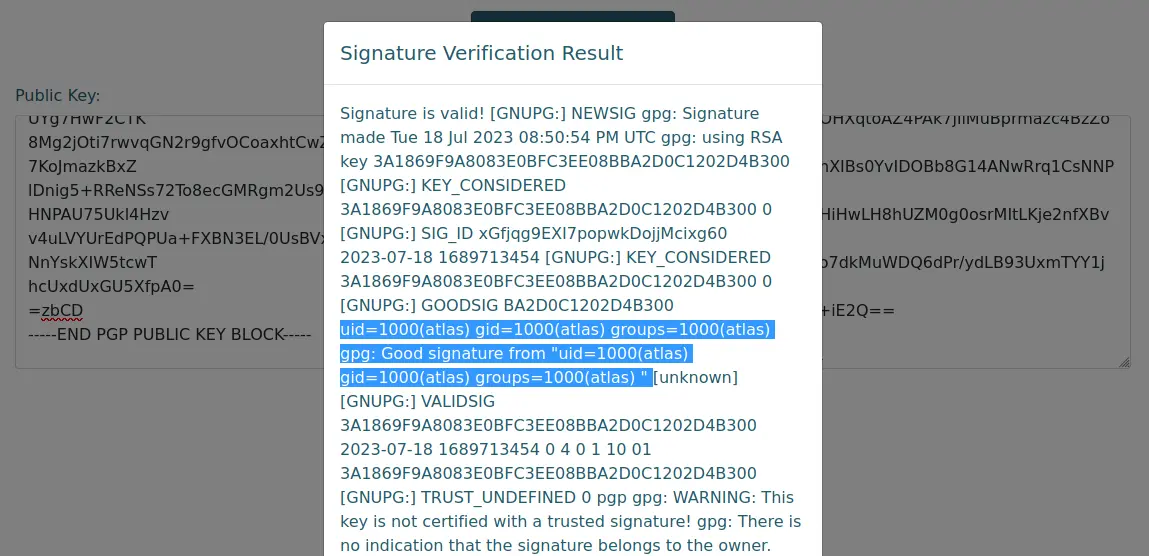 Signature Verification Result
Public Key:
8Mg2jOti7rwvqGN2r9gfvOCoaxhtCwZ
7KoJmazkBxZ
lDnig5+RReNSs72To8ecGMRgm2Us9
HNPAU75UkI4Hzv
v4uLVYUrEdPQPUa+FXBN3EL/0UsBVx
NnYskXIW5tcwT
hcUxdUxGU5XfpA0=
=zbCD
-----END PGP PUBLIC KEY BLOCK-----
Signature is valid! [GNUPG:] NEWSIG gpg: Signature
made Tue 18 Jul 2023 08:50:54 PM UTC gpg: using RSA
key 3A1869F9A8083E0BFC3EE08BBA2D0C1202D4B300
[GNUPG:] KEY_CONSIDERED
3A1869F9A8083E0BFC3EE08BBA2D0C1202D4B300 0
[GNUPG:] SIG_ID xGfjqg9EXI7popwkDojjMcixg60
2023-07-18 1689713454 [GNUPG:] KEY_CONSIDERED
3A1869F9A8083E0BFC3EE08BBA2D0C1202D4B300 0
[GNUPG:] GOODSIG BA2D0C1202D4B300
uid=1000(atlas) gid=1000(atlas) groups=1000(atlas)
gpg: Good signature from "uid=1000(atlas)
gid=1000(atlas) groups=1000(atlas) " [unknown]
[GNUPG:] VALIDSIG
3A1869F9A8083E0BFC3EE08BBA2D0C1202D4B300
2023-07-18 1689713454 0 4 0 1 10 01
3A1869F9A8083E0BFC3EE08BBA2D0C1202D4B300
[GNUPG:] TRUST_UNDEFINED 0 pgp gpg: WARNING: This
key is not certified with a trusted signature! gpg: There is
no indication that the signature belongs to the owner.
nXIBs0YvIDOBb8G14ANwRrq1CsNNP
HiHwLH8hUZM0g0osrMItLKje2nfXBv
o7dkMuWDQ6dPr/ydLB93UxmTYY1j
+iE2Q==